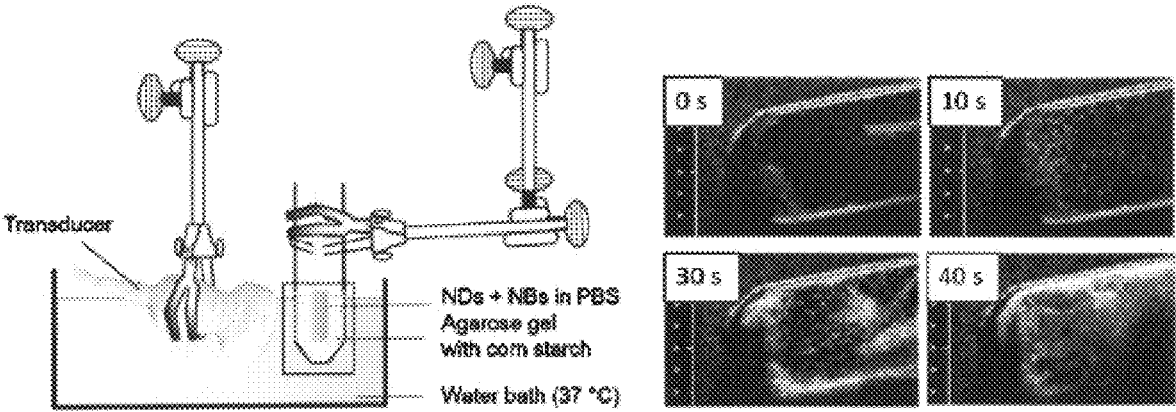 Transducer
NDs + NBs in PBS
Agarose gel
with corn starch
Water bath (37 °C)
0 s
10 s
30 s
40 s